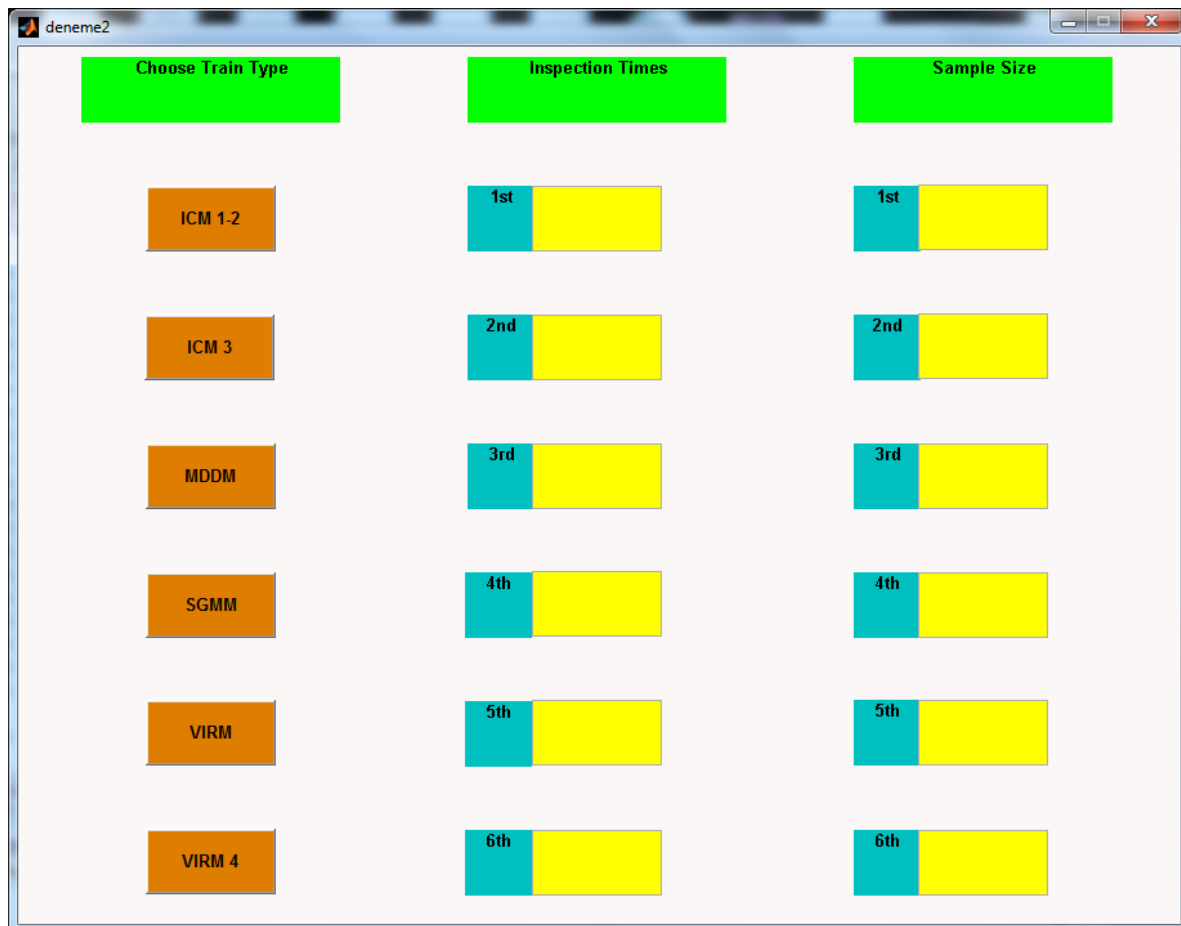 deneme2
Choose Train Type Inspection Times Sample Size
ICM 1-2 1st 1st
ICM 3 2nd 2nd
MDDM 3rd 3rd
SGMM 4th 4th
VIRM 5th 5th
VIRM 4 6th 6th